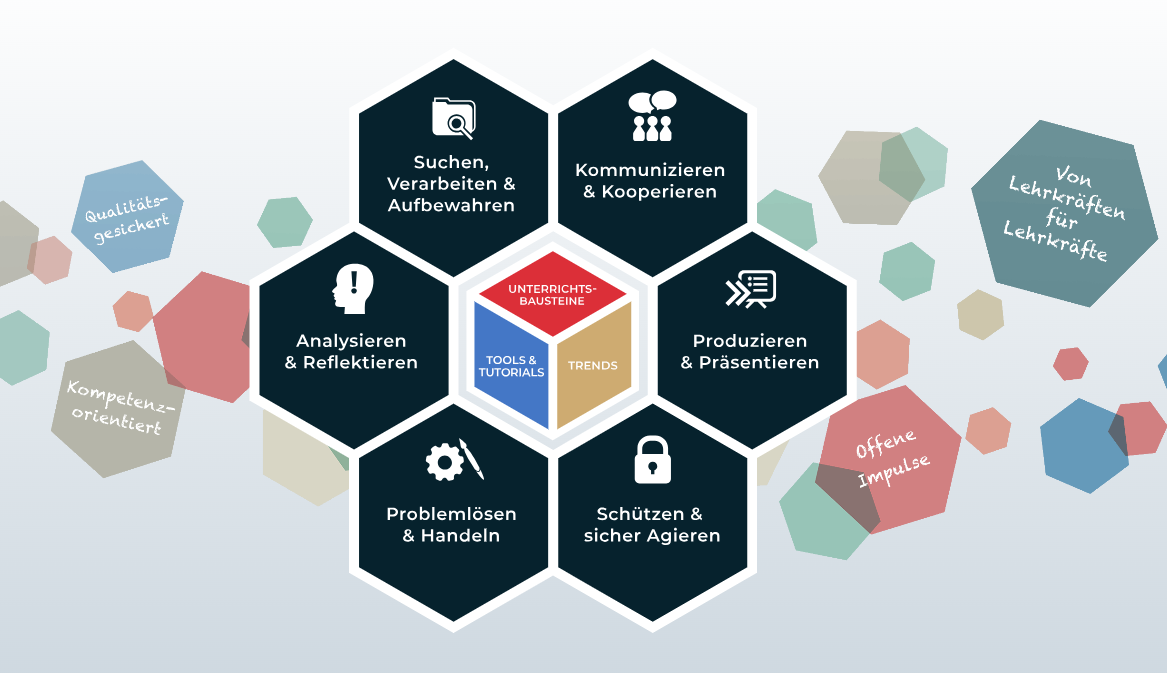 Suchen,
Verarbeiten &
Aufbewahren
Kommunizieren
& Kooperieren
Von
Lehrkräften
für
Lehrkräfte
Qualitäts-
gesichert
UNTERRICHTS-
BAUSTEINE
Analysieren
& Reflektieren
TOOLS &
TUTORIALS
TRENDS
Produzieren
& Präsentieren
Kompetenz-
orientiert
Offene
Impulse
Problemlösen
& Handeln
Schützen &
sicher Agieren